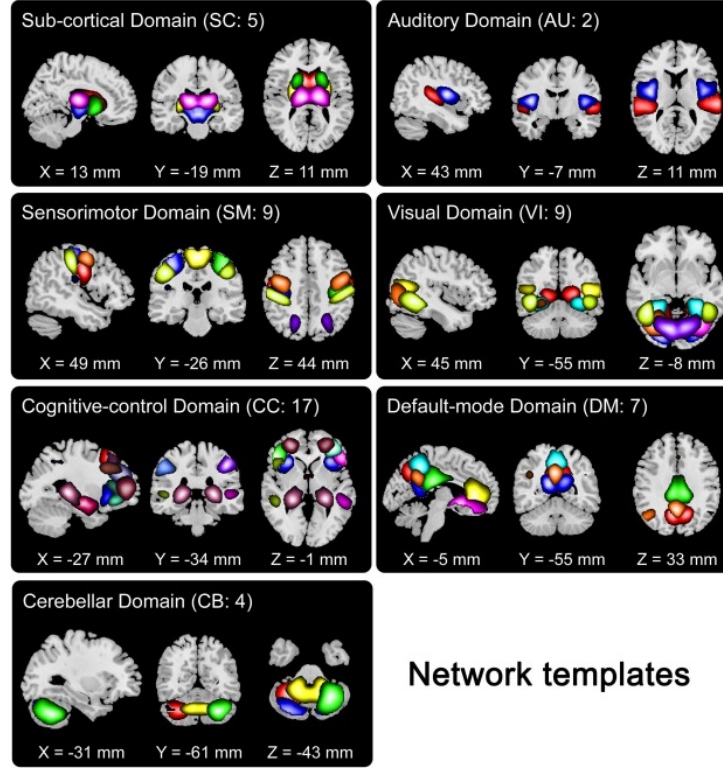 Sub-cortical Domain (SC: 5)
X = 13 mm Y = -19 mm Z = 11 mm
Auditory Domain (AU: 2)
X = 43 mm Y = -7 mm Z = 11 mm
Sensorimotor Domain (SM: 9)
X = 49 mm Y = -26 mm Z = 44 mm
Visual Domain (VI: 9)
X = 45 mm Y = -55 mm Z = -8 mm
Cognitive-control Domain (CC: 17)
X = -27 mm Y = -34 mm Z = -1 mm
Default-mode Domain (DM: 7)
X = -5 mm Y = -55 mm Z = 33 mm
Cerebellar Domain (CB: 4)
X = -31 mm Y = -61 mm Z = -43 mm
Network templates